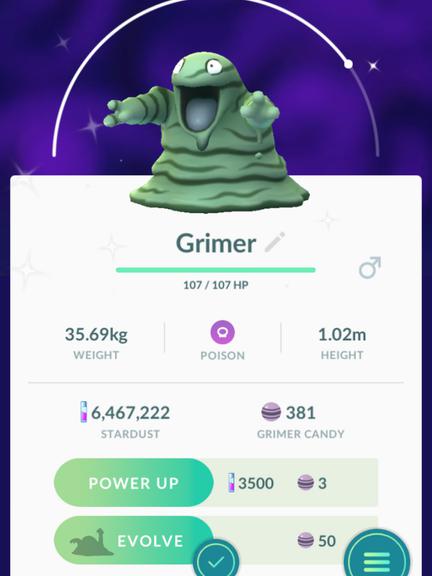 Grimer
107 / 107 HP
35.69kg
WEIGHT
POISON
1.02m
HEIGHT
6,467,222
STARDUST
381
GRIMER CANDY
POWER UP
3500
3
EVOLVE
50